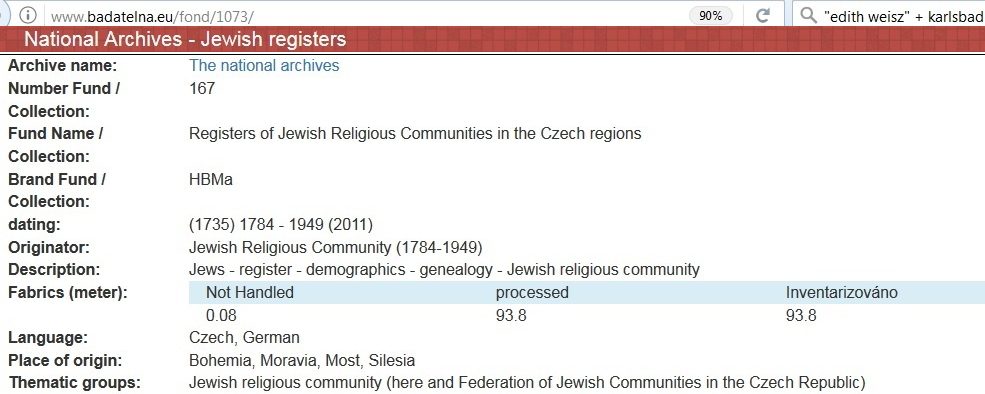 www.badatelna.eu/fond/1073/ 90% "edith weisz" + karlsbad
National Archives - Jewish registers
Archive name: The national archives
Number Fund / 167
Collection:
Fund Name / Registers of Jewish Religious Communities in the Czech regions
Collection:
Brand Fund / HBMa
Collection:
dating: (1735) 1784 - 1949 (2011)
Originator: Jewish Religious Community (1784-1949)
Description: Jews - register - demographics - genealogy - Jewish religious community
Fabrics (meter): Not Handled processed Inventarizováno
0.08 93.8 93.8
Language: Czech, German
Place of origin: Bohemia, Moravia, Most, Silesia
Thematic groups: Jewish religious community (here and Federation of Jewish Communities in the Czech Republic)